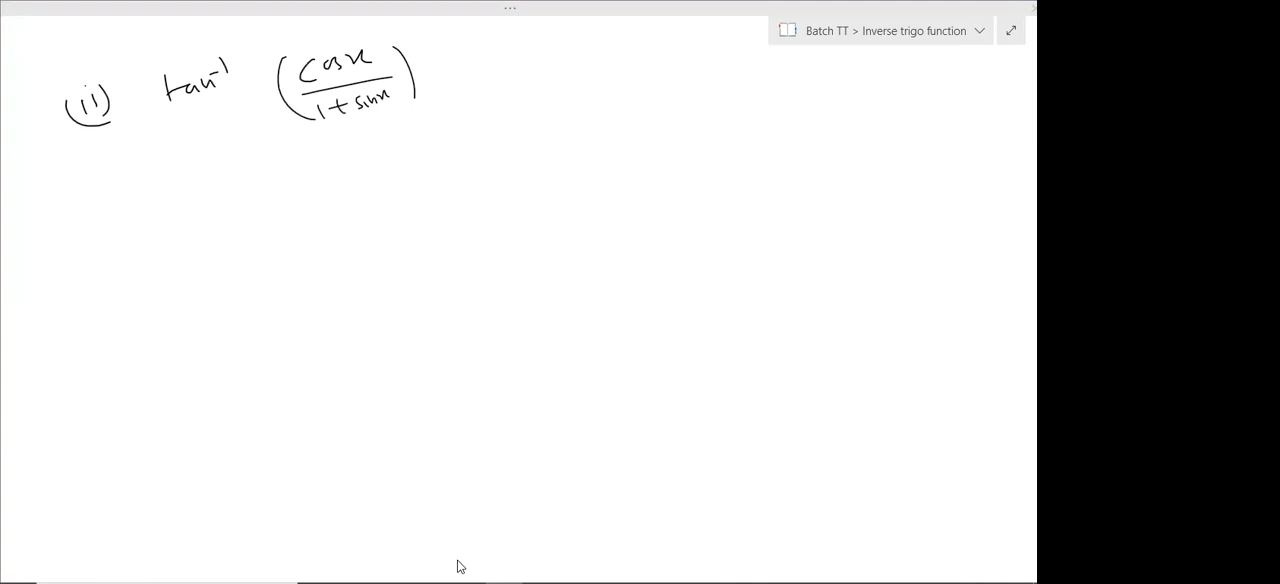 Batch TT > Inverse trigo function
(ii) tan⁻¹ (cosx / 1+sinx)